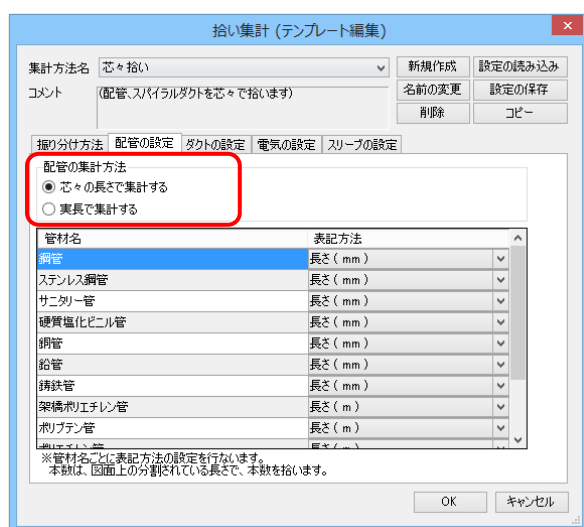 拾い集計 (テンプレート編集)
集計方法名 芯々拾い 新規作成 設定の読み込み
コメント (配管、スパイラルダクトを芯々で拾います) 名前の変更 設定の保存
削除 コピー
振り分け方法 配管の設定 ダクトの設定 電気の設定 スリーブの設定
配管の集計方法
芯々の長さで集計する
実長で集計する
管材名 表記方法
鋼管 長さ ( mm )
ステンレス鋼管 長さ ( mm )
サニタリー管 長さ ( mm )
硬質塩化ビニル管 長さ ( mm )
銅管 長さ ( mm )
鉛管 長さ ( mm )
鋳鉄管 長さ ( mm )
架橋ポリエチレン管 長さ ( m )
ポリブテン管 長さ ( m )
※管材名ごとに表記方法の設定を行ないます。
本数は、図面上の分割されている長さで、本数を拾います。
OK キャンセル